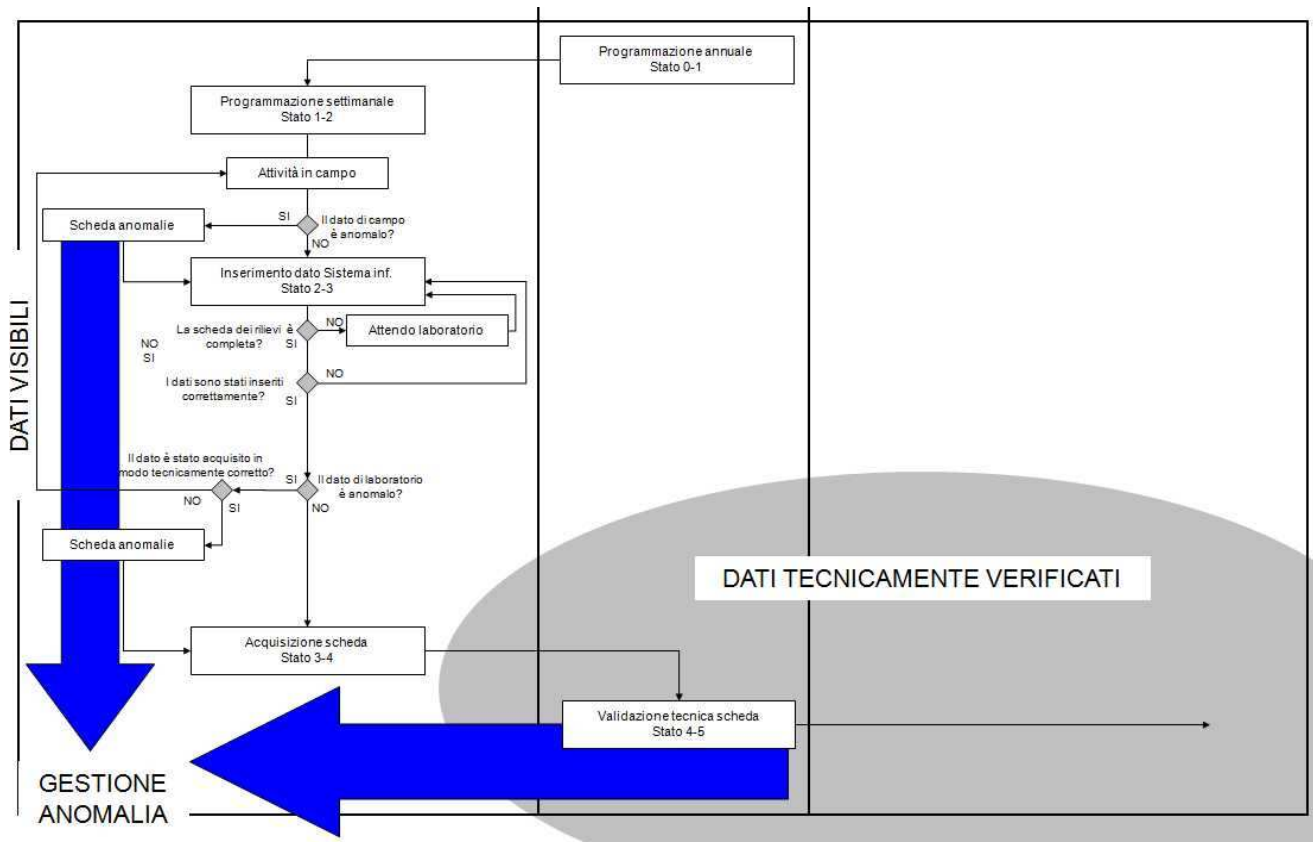 Programmazione annuale
Stato 0-1
Programmazione settimanale
Stato 1-2
Attività in campo
SI
Il dato di campo
è anomalo?
Scheda anomalie
NO
Inserimento dato Sistema inf.
Stato 2-3
La scheda dei rilievi è
completa?
NO
SI
Attendo laboratorio
NO
SI
I dati sono stati inseriti
correttamente?
NO
SI
DATI VISIBILI
Il dato è stato acquisito in
modo tecnicamente corretto?
SI
Il dato di laboratorio
è anomalo?
NO
SI
NO
Scheda anomalie
DATI TECNICAMENTE VERIFICATI
Acquisizione scheda
Stato 3-4
Validazione tecnica scheda
Stato 4-5
GESTIONE
ANOMALIA